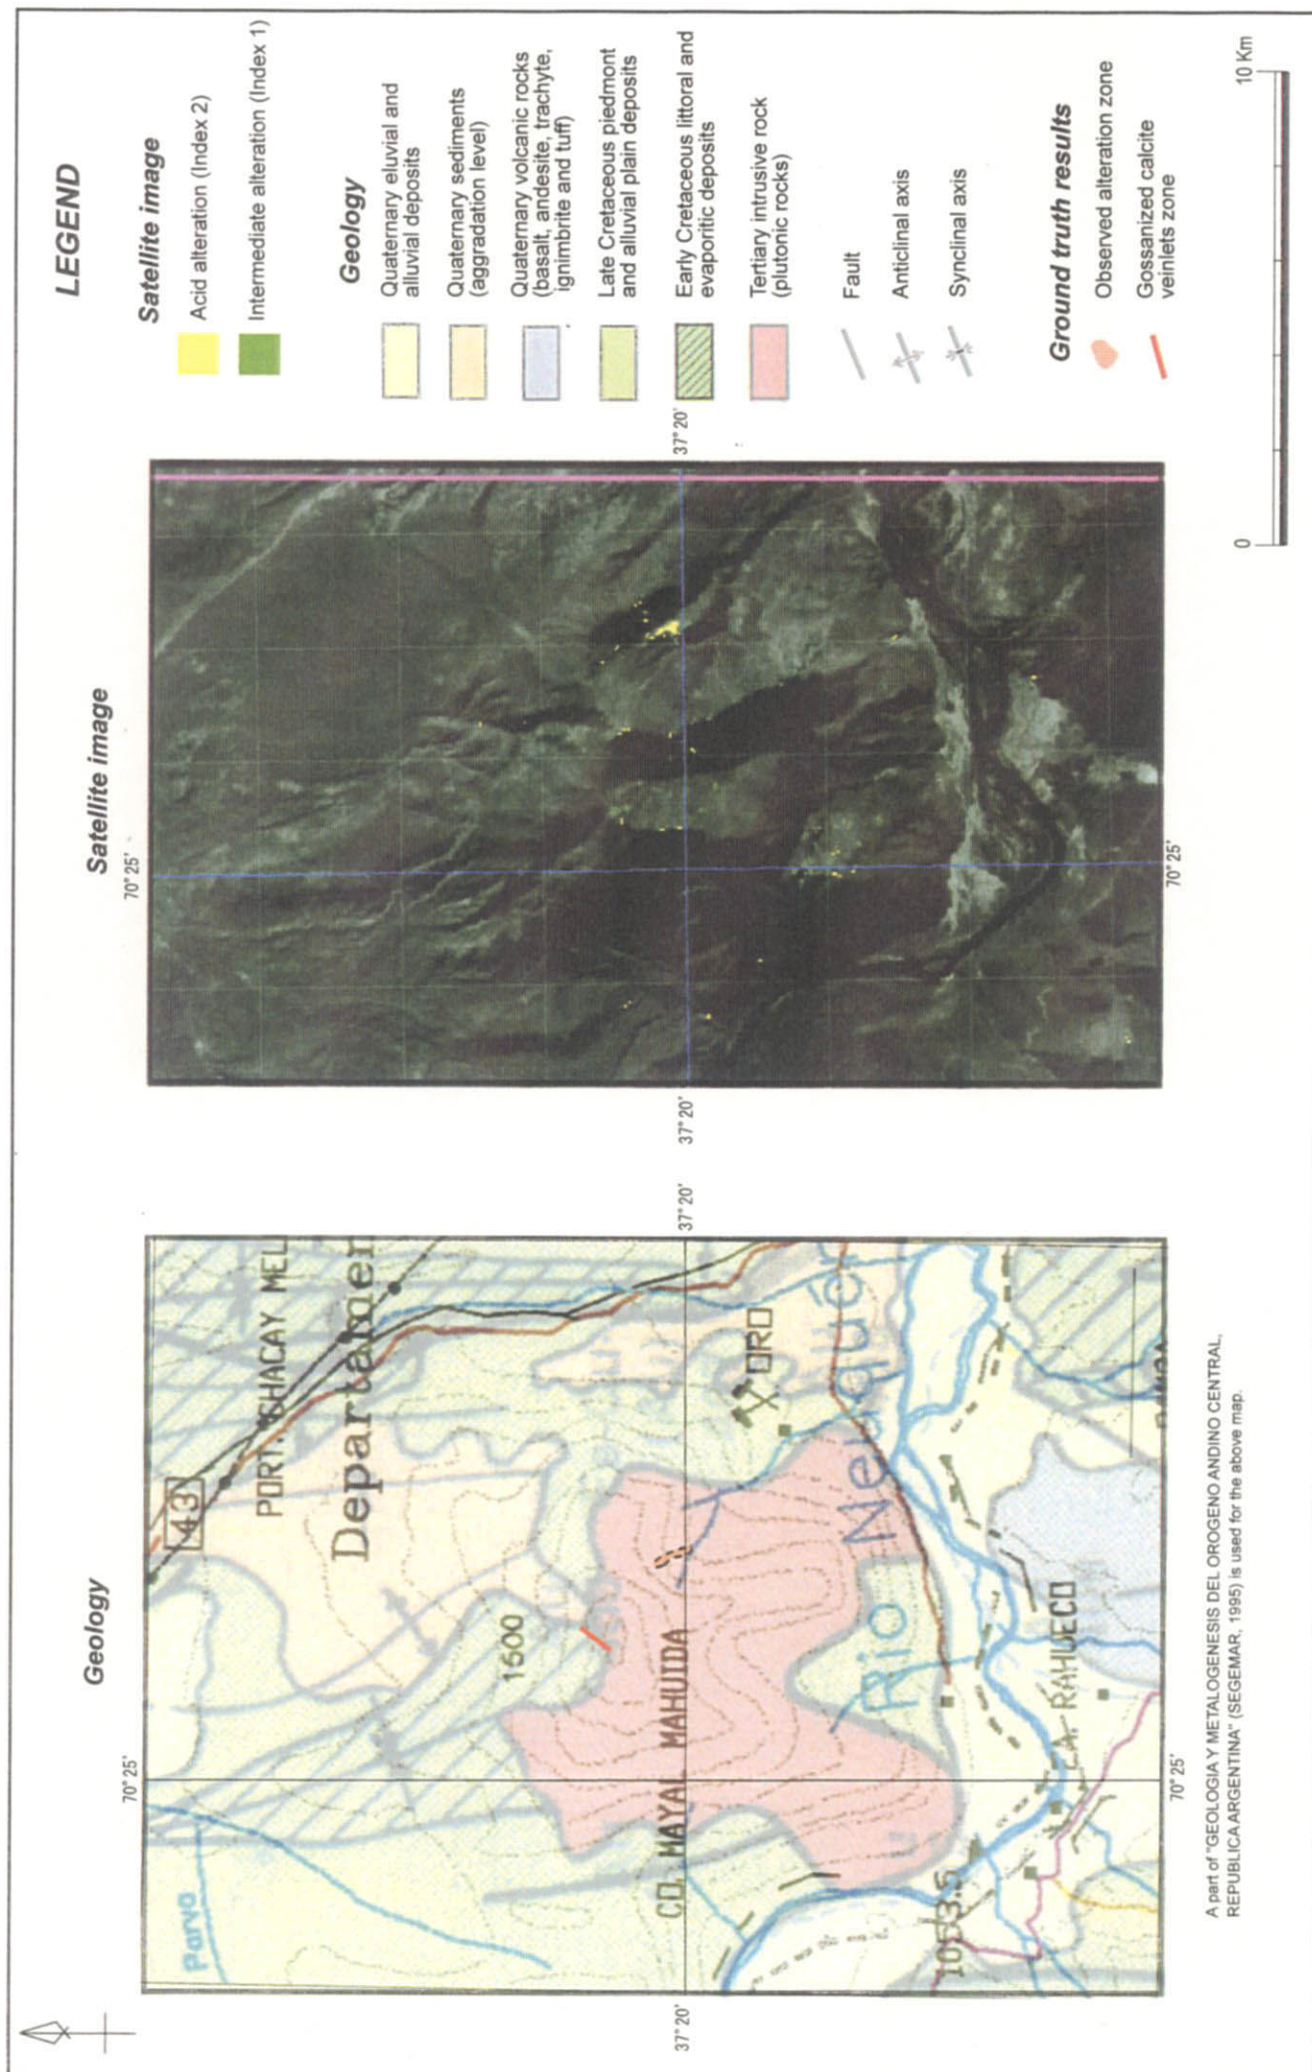 Geology
70° 25'
43
PORT. CHACAY MEL
Departamen
Parva
1600
37° 20'
37° 20'
CO. MAYAL MAHUIDA
ORO
Rio Neuquén
1053.5
LA. RAHUECO
70° 25'
A part of "GEOLOGIA Y METALOGENESIS DEL OROGENO ANDINO CENTRAL,
REPUBLICA ARGENTINA" (SEGEMAR, 1995) is used for the above map.
Satellite image
70° 25'
37° 20'
37° 20'
70° 25'
LEGEND
Satellite image
Acid alteration (Index 2)
Intermediate alteration (Index 1)
Geology
Quaternary eluvial and
alluvial deposits
Quaternary sediments
(aggradation level)
Quaternary volcanic rocks
(basalt, andesite, trachyte,
ignimbrite and tuff)
Late Cretaceous piedmont
and alluvial plain deposits
Early Cretaceous littoral and
evaporitic deposits
Tertiary intrusive rock
(plutonic rocks)
Fault
Anticlinal axis
Synclinal axis
Ground truth results
Observed alteration zone
Gossanized calcite
veinlets zone
0
10 Km